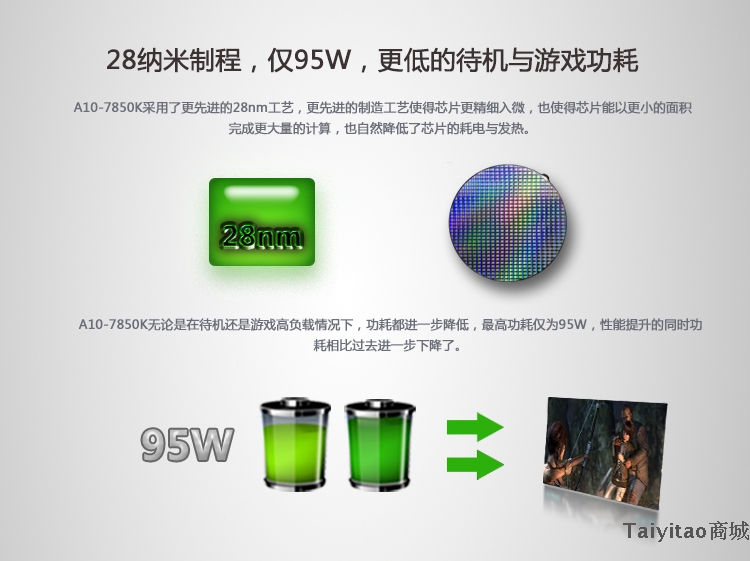 28纳米制程，仅95W，更低的待机与游戏功耗
A10-7850K采用了更先进的28nm工艺，更先进的制造工艺使得芯片更精细入微，也使得芯片能以更小的面积
完成更大量的计算，也自然降低了芯片的耗电与发热。
28nm
A10-7850K无论是在待机还是游戏高负载情况下，功耗都进一步降低，最高功耗仅为95W，性能提升的同时功
耗相比过去进一步下降了。
95W
Taiyitao商城